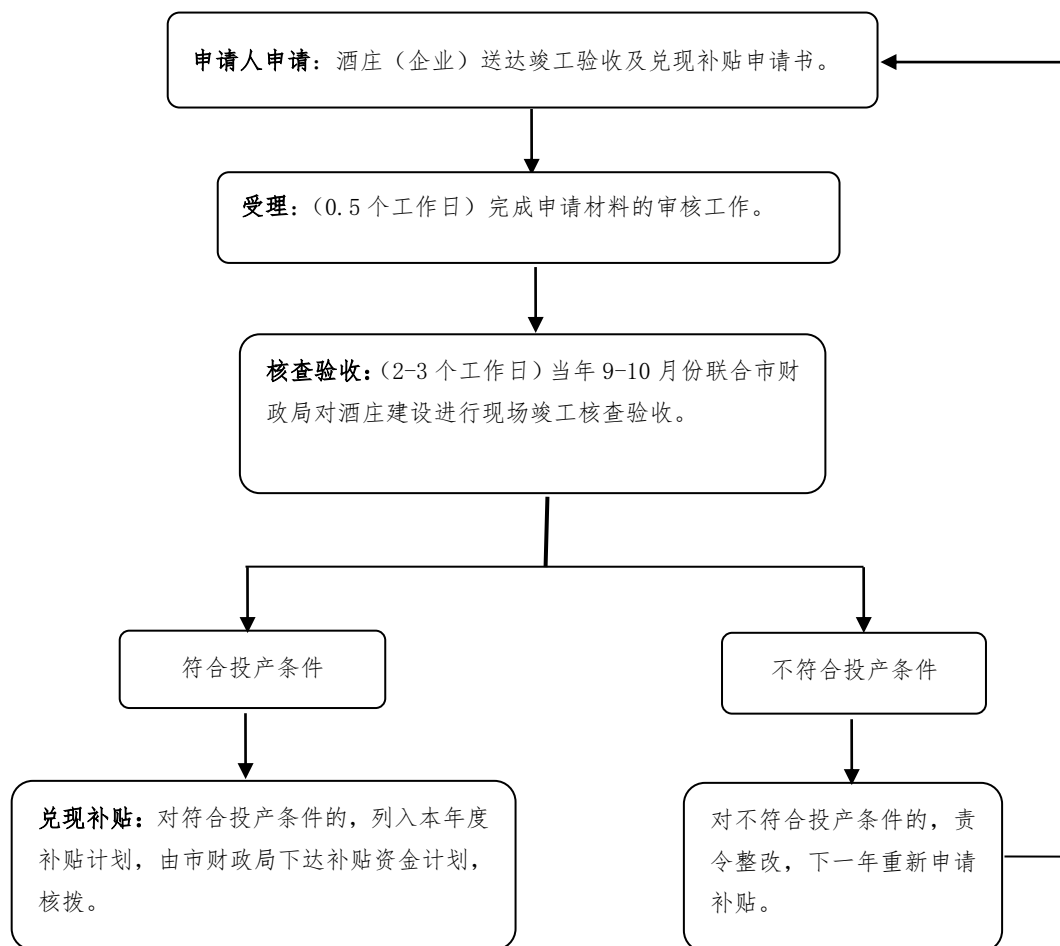 申请人申请：酒庄（企业）送达竣工验收及兑现补贴申请书。
受理：（0.5 个工作日）完成申请材料的审核工作。
核查验收：（2-3 个工作日）当年 9-10 月份联合市财
政局对酒庄建设进行现场竣工核查验收。
符合投产条件
不符合投产条件
兑现补贴：对符合投产条件的，列入本年度
补贴计划，由市财政局下达补贴资金计划，
核拨。
对不符合投产条件的，责
令整改，下一年重新申请
补贴。